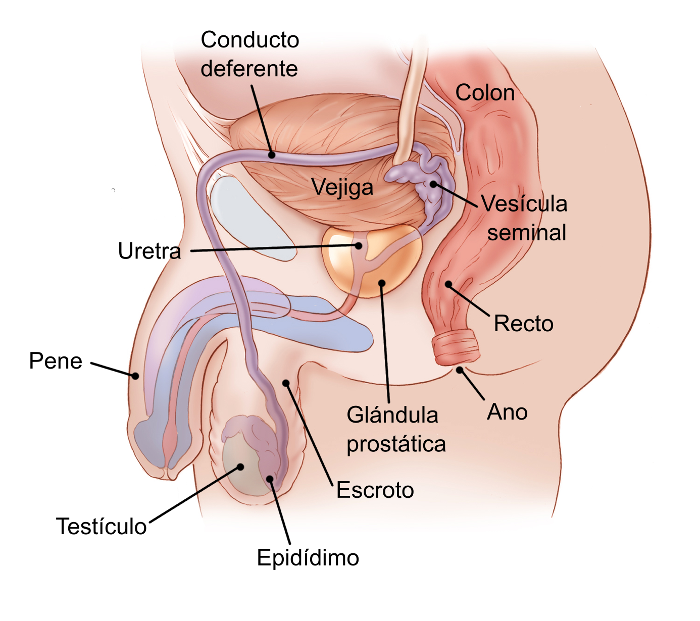 Conducto
deferente
Colon
Vejiga
Vesícula
seminal
Uretra
Recto
Pene
Ano
Glándula
prostática
Escroto
Testículo
Epidídimo